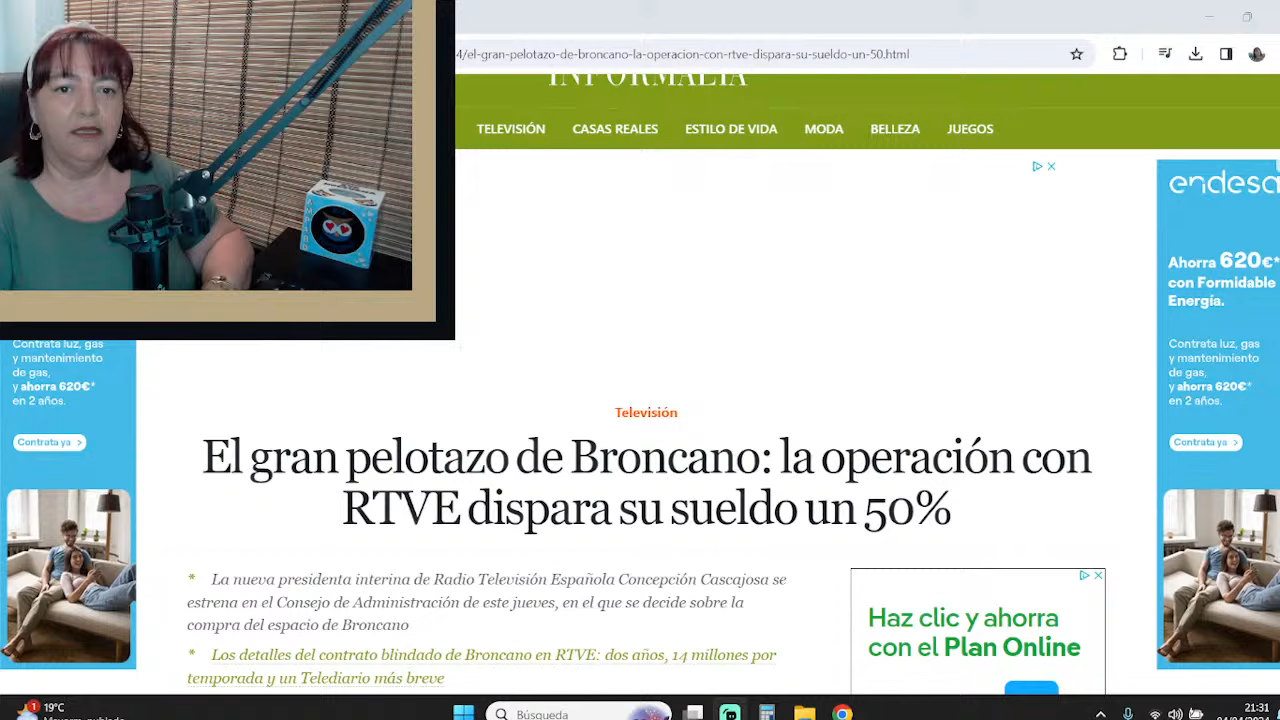 4/el-gran-pelotazo-de-broncano-la-operacion-con-rtve-dispara-su-sueldo-un-50.html
INFORMALIA
TELEVISIÓN CASAS REALES ESTILO DE VIDA MODA BELLEZA JUEGOS
endesa
Ahorra 620€*
con Formidable
Energía.
Contrata luz, gas
y mantenimiento
de gas,
y ahorra 620€*
en 2 años.
Contrata ya >
Contrata luz, gas
y mantenimiento
de gas,
y ahorra 620€*
en 2 años.
Contrata ya >
Televisión
El gran pelotazo de Broncano: la operación con
RTVE dispara su sueldo un 50%
* La nueva presidenta interina de Radio Televisión Española Concepción Cascajosa se
estrena en el Consejo de Administración de este jueves, en el que se decide sobre la
compra del espacio de Broncano
* Los detalles del contrato blindado de Broncano en RTVE: dos años, 14 millones por
temporada y un Telediario más breve
Haz clic y ahorra
con el Plan Online
1
19°C
Búsqueda
21:31